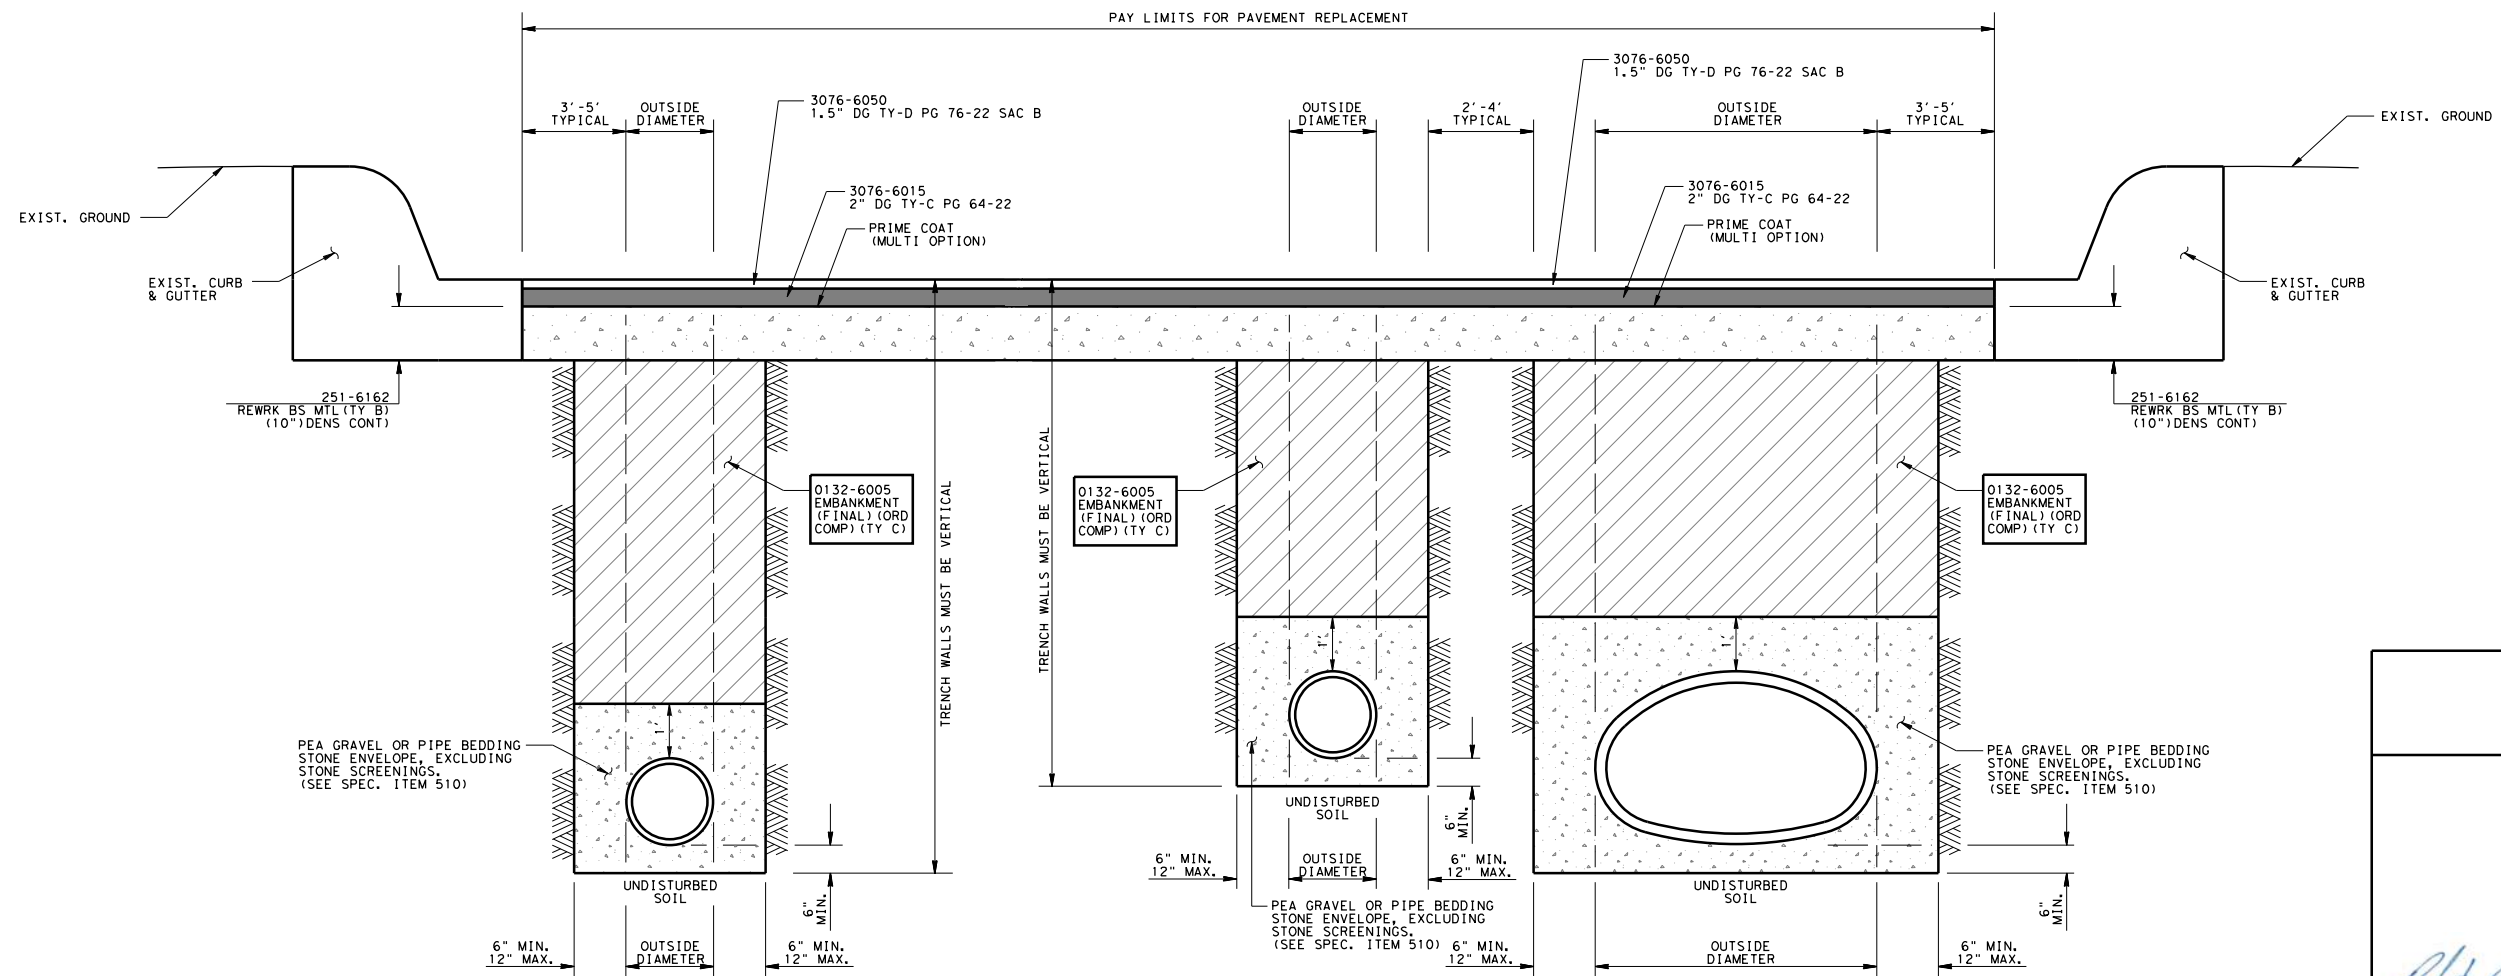 PAY LIMITS FOR PAVEMENT REPLACEMENT
3'-5'
TYPICAL
OUTSIDE
DIAMETER
3076-6050
1.5" DG TY-D PG 76-22 SAC B
OUTSIDE
DIAMETER
2'-4'
TYPICAL
3076-6050
1.5" DG TY-D PG 76-22 SAC B
OUTSIDE
DIAMETER
3'-5'
TYPICAL
EXIST. GROUND
EXIST. GROUND
3076-6015
2" DG TY-C PG 64-22
PRIME COAT
(MULTI OPTION)
3076-6015
2" DG TY-C PG 64-22
PRIME COAT
(MULTI OPTION)
EXIST. CURB
& GUTTER
EXIST. CURB
& GUTTER
251-6162
REWRK BS MTL(TY B)
(10")DENS CONT)
251-6162
REWRK BS MTL(TY B)
(10")DENS CONT)
0132-6005
EMBANKMENT
(FINAL)(ORD
COMP)(TY C)
TRENCH WALLS MUST BE VERTICAL
TRENCH WALLS MUST BE VERTICAL
0132-6005
EMBANKMENT
(FINAL)(ORD
COMP)(TY C)
0132-6005
EMBANKMENT
(FINAL)(ORD
COMP)(TY C)
1'
1'
1'
PEA GRAVEL OR PIPE BEDDING
STONE ENVELOPE, EXCLUDING
STONE SCREENINGS.
(SEE SPEC. ITEM 510)
PEA GRAVEL OR PIPE BEDDING
STONE ENVELOPE, EXCLUDING
STONE SCREENINGS.
(SEE SPEC. ITEM 510)
UNDISTURBED
SOIL
6"
MIN.
6" MIN.
12" MAX.
OUTSIDE
DIAMETER
6" MIN.
12" MAX.
UNDISTURBED
SOIL
6"
MIN.
UNDISTURBED
SOIL
6"
MIN.
PEA GRAVEL OR PIPE BEDDING
STONE ENVELOPE, EXCLUDING
STONE SCREENINGS.
(SEE SPEC. ITEM 510)
6" MIN.
12" MAX.
OUTSIDE
DIAMETER
6" MIN.
12" MAX.
6" MIN.
12" MAX.
OUTSIDE
DIAMETER
6" MIN.
12" MAX.